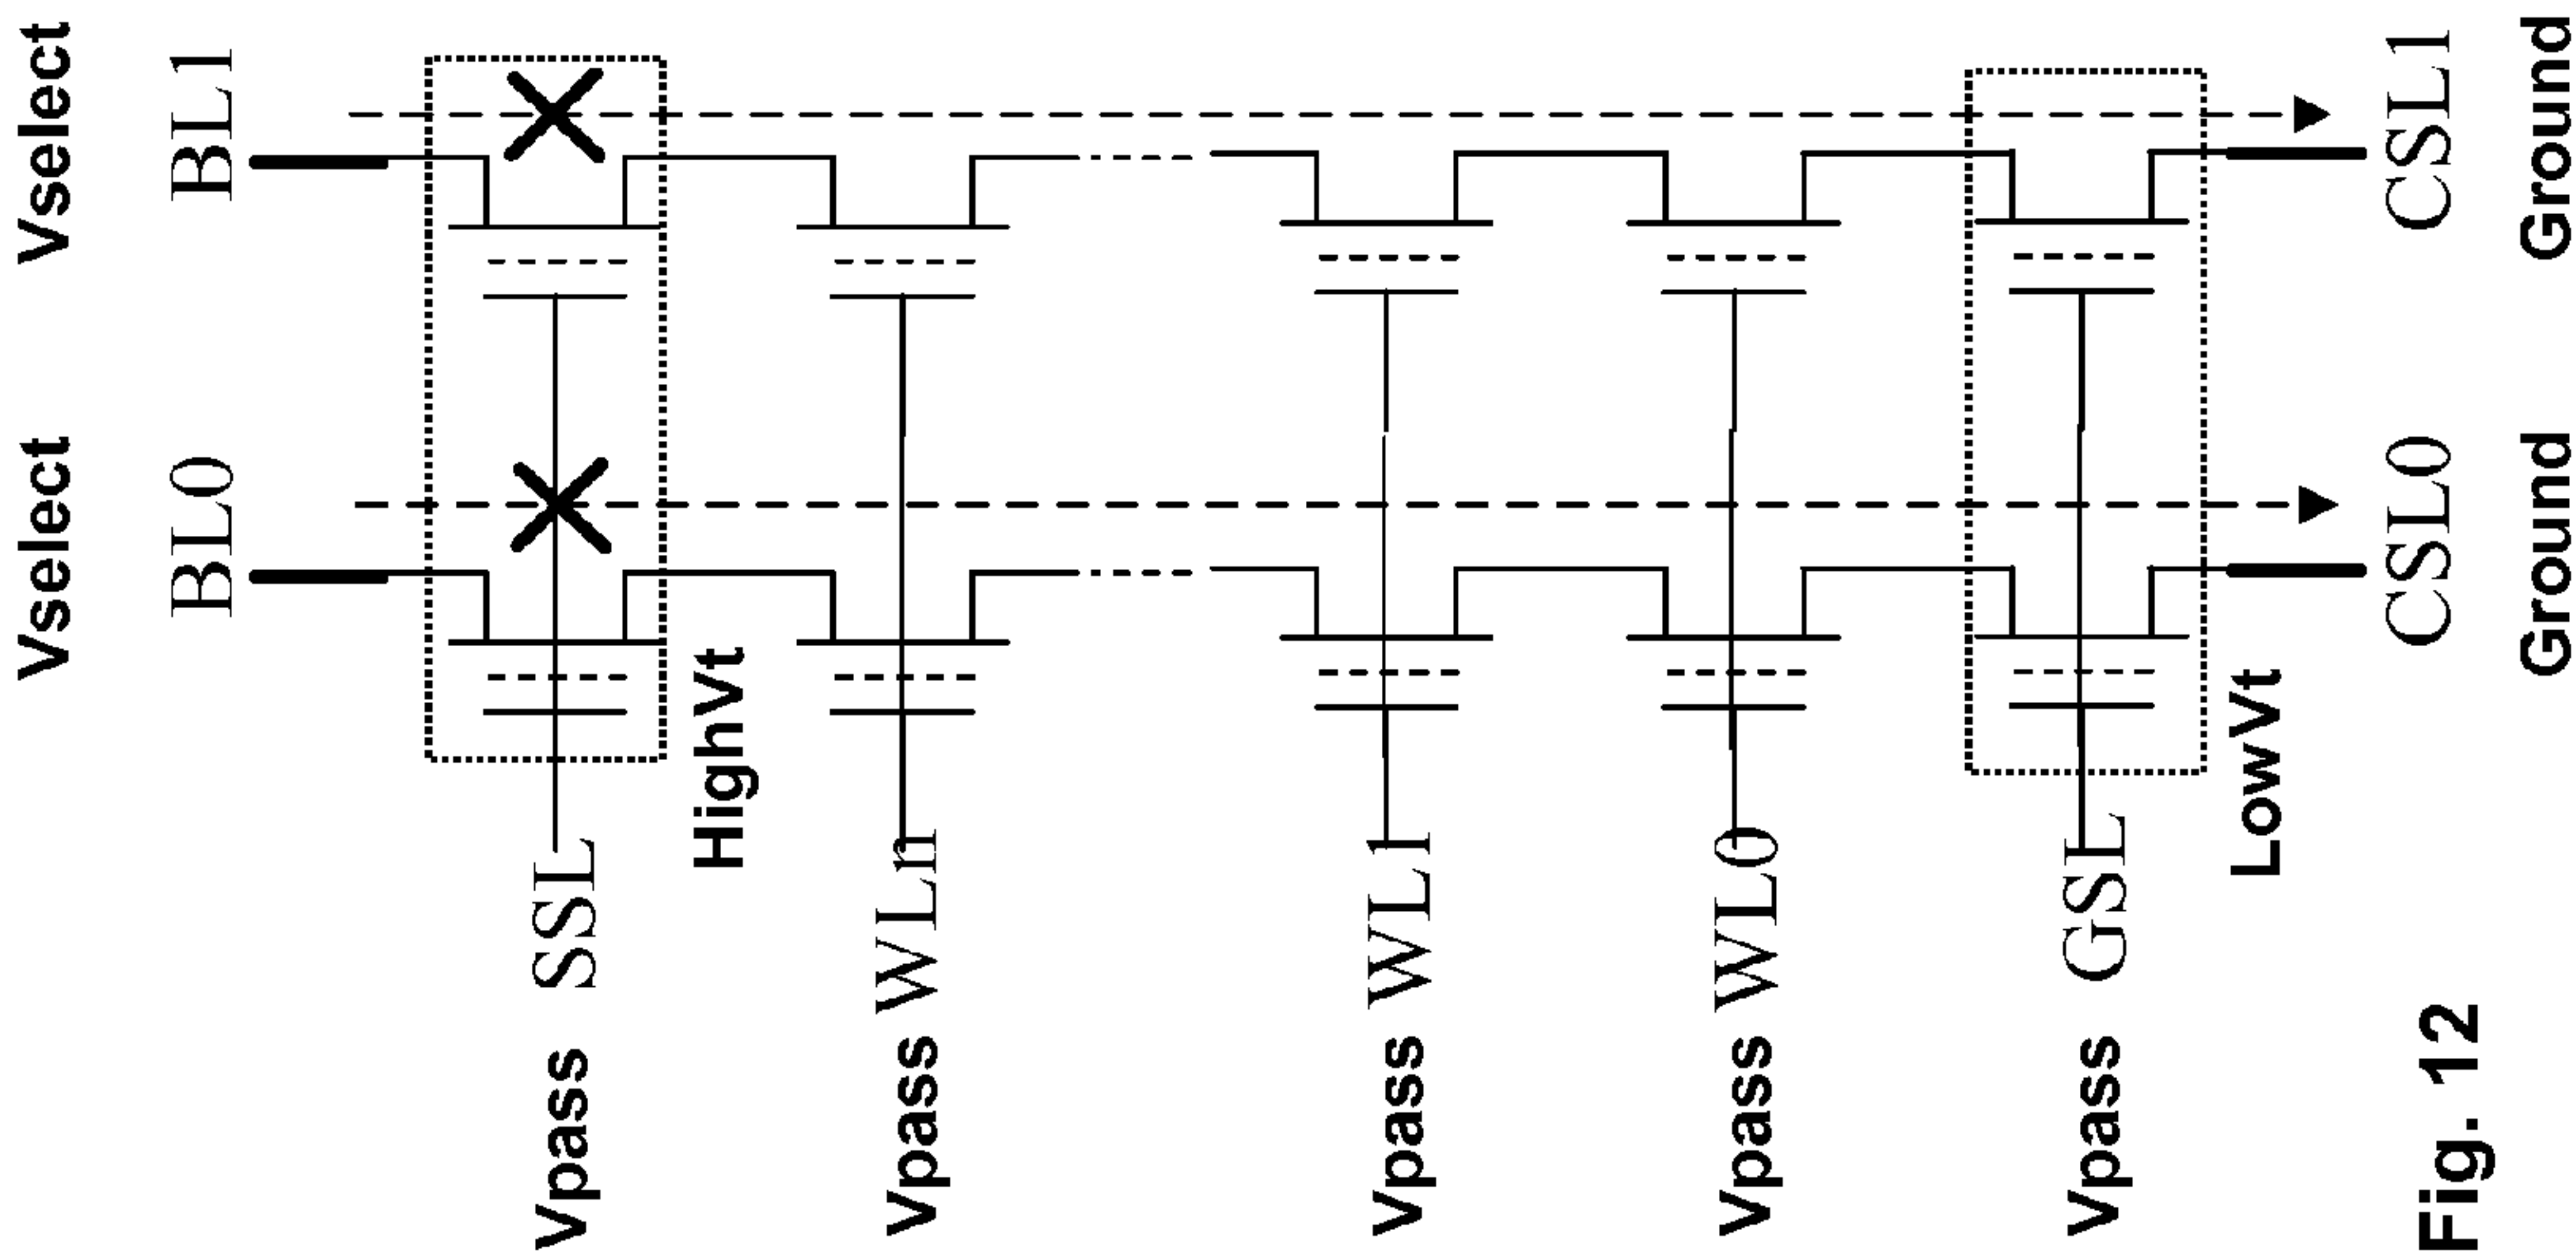 Vselect Vselect
BL0 BL1
Vpass SSL
HighVt
Vpass WLn
Vpass WL1
Vpass WL0
Vpass GSL
LowVt
CSL0 CSL1
Fig. 12
Ground Ground